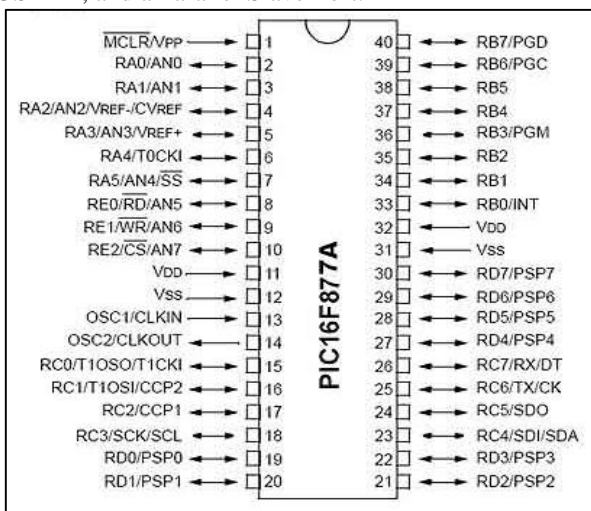 MCLR/VPP 1 40 RB7/PGD
RA0/AN0 2 39 RB6/PGC
RA1/AN1 3 38 RB5
RA2/AN2/VREF-/CVREF 4 37 RB4
RA3/AN3/VREF+ 5 36 RB3/PGM
RA4/T0CKI 6 35 RB2
RA5/AN4/SS 7 34 RB1
RE0/RD/AN5 8 33 RB0/INT
RE1/WR/AN6 9 32 VDD
RE2/CS/AN7 10 31 VSS
VDD 11 30 RD7/PSP7
VSS 12 29 RD6/PSP6
OSC1/CLKIN 13 28 RD5/PSP5
OSC2/CLKOUT 14 27 RD4/PSP4
RC0/T1OSO/T1CKI 15 26 RC7/RX/DT
RC1/T1OSI/CCP2 16 25 RC6/TX/CK
RC2/CCP1 17 24 RC5/SDO
RC3/SCK/SCL 18 23 RC4/SDI/SDA
RD0/PSP0 19 22 RD3/PSP3
RD1/PSP1 20 21 RD2/PSP2
PIC16F877A